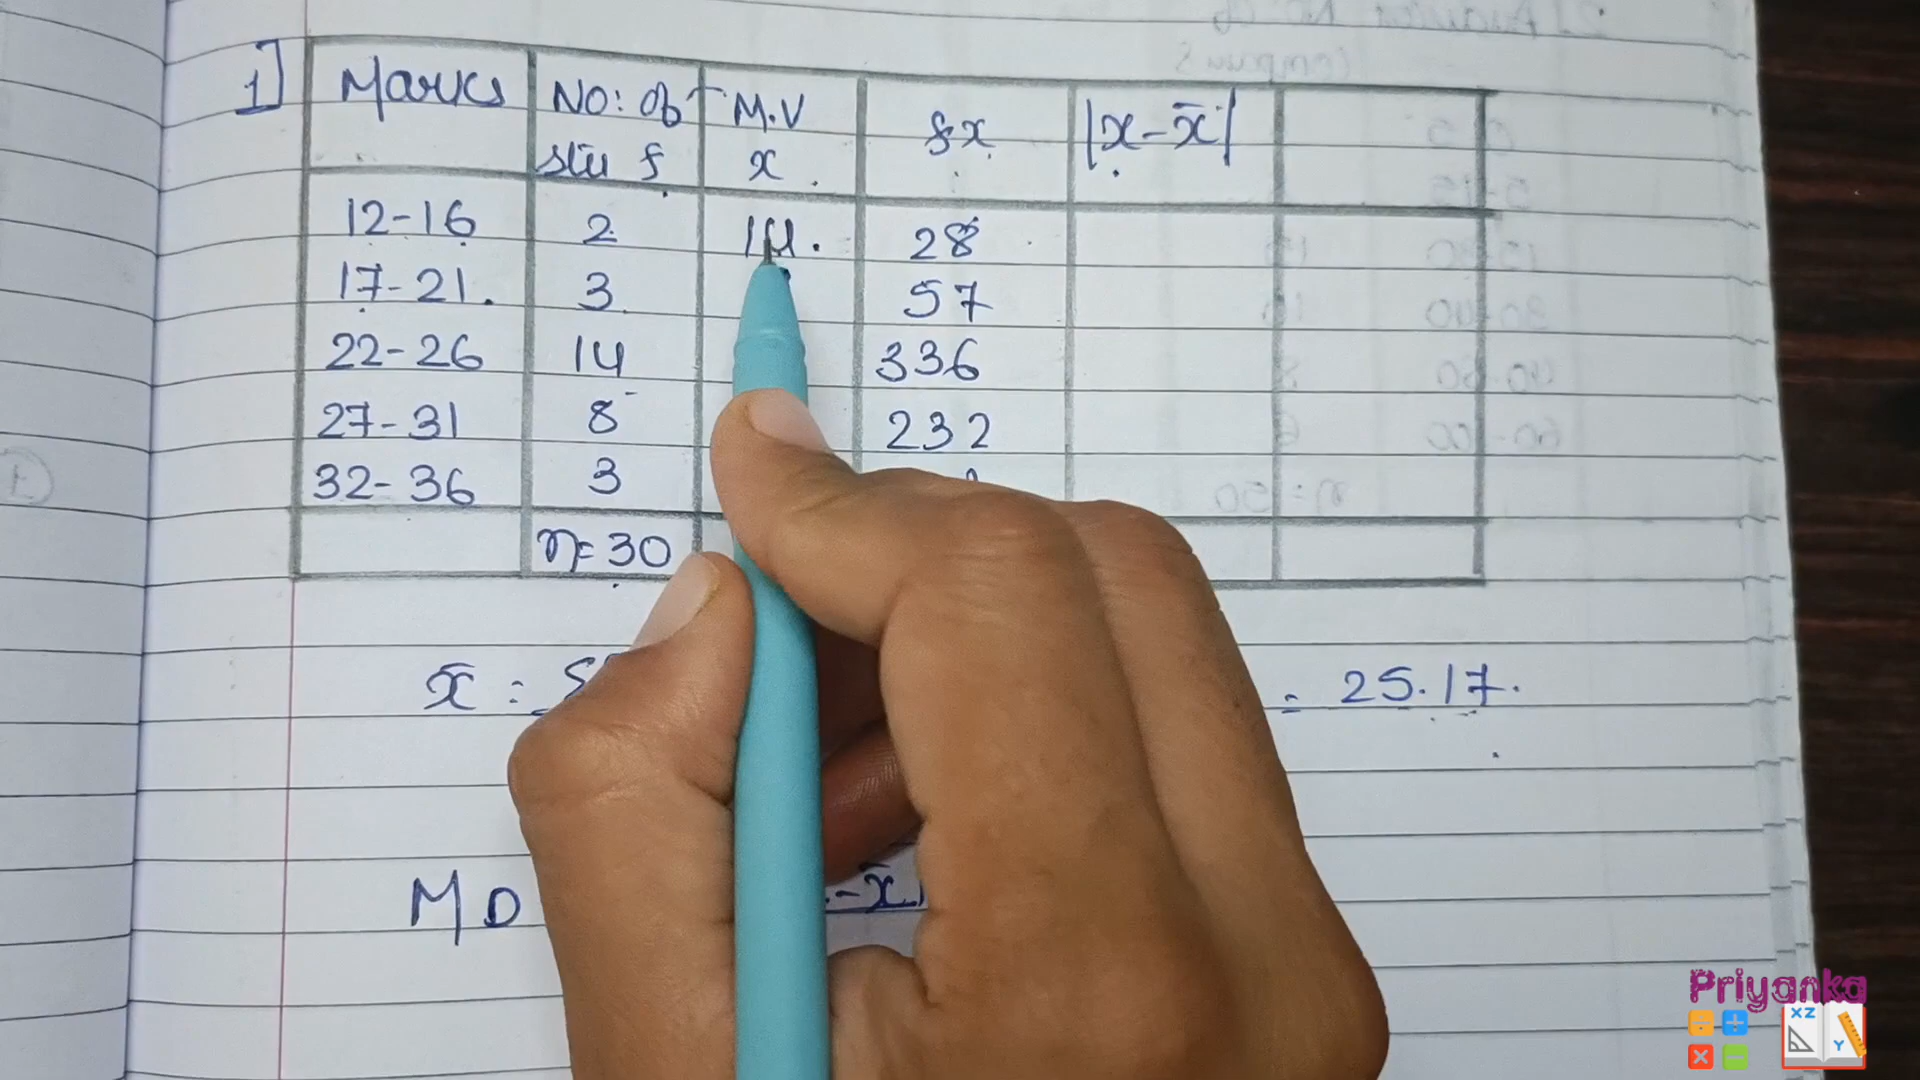 1] Marks No: of stu f M.V x fx |x - x̄|
12-16 2 14. 28
17-21. 3 57
22-26 14 336
27-31 8 232
32-36 3
n=30
x̄ = = 25.17.
MD - x̄|
Priyanka